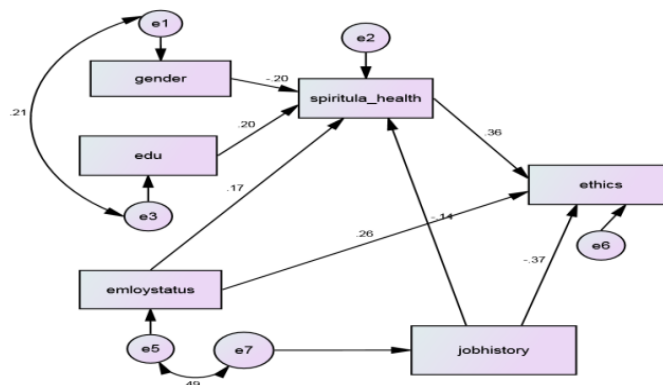 e1
e2
gender
-.20
spiritula_health
.21
edu
.20
.36
.17
ethics
e3
-.14
.26
e6
emloystatus
-.37
e5
e7
jobhistory
.49